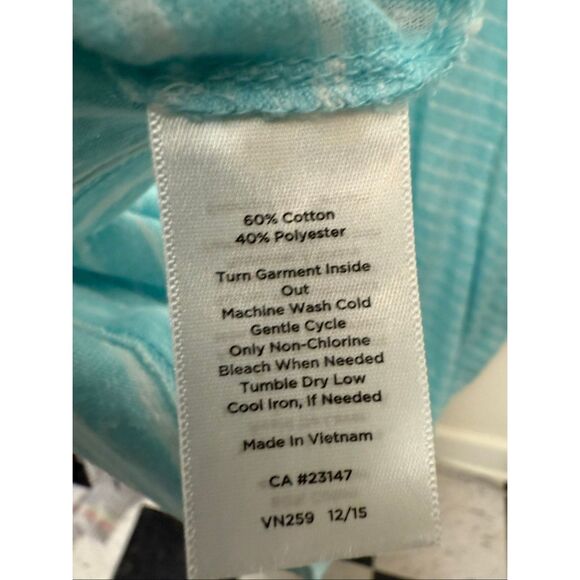 60% Cotton
40% Polyester
Turn Garment Inside
Out
Machine Wash Cold
Gentle Cycle
Only Non-Chlorine
Bleach When Needed
Tumble Dry Low
Cool Iron, If Needed
Made In Vietnam
CA #23147
VN259 12/15